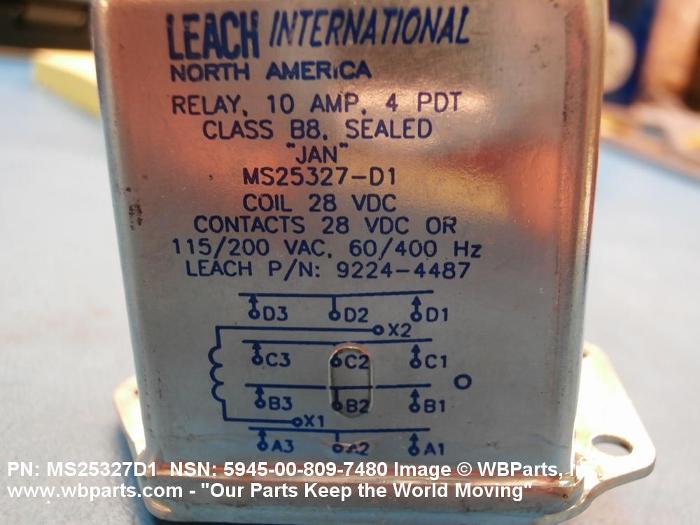 LEACH INTERNATIONAL
NORTH AMERICA
RELAY, 10 AMP, 4 PDT
CLASS B8, SEALED
"JAN"
MS25327-D1
COIL 28 VDC
CONTACTS 28 VDC OR
115/200 VAC, 60/400 Hz
LEACH P/N: 9224-4487
D3 D2 D1
X2
C3 C2 C1
B3 B2 B1
X1
A3 A2 A1
PN: MS25327D1 NSN: 5945-00-809-7480 Image © WBParts, Inc.
www.wbparts.com - "Our Parts Keep the World Moving"